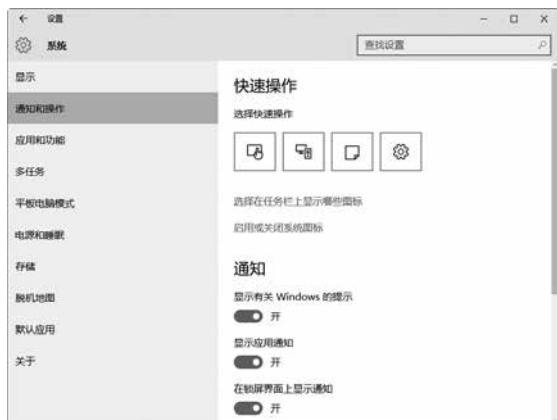 设置
系统
查找设置
显示
通知和操作
应用和功能
多任务
平板电脑模式
电源和睡眠
存储
脱机地图
默认应用
关于
快速操作
选择快速操作
选择在任务栏上显示哪些图标
启用或关闭系统图标
通知
显示有关 Windows 的提示
开
显示应用通知
开
在锁屏界面上显示通知
开